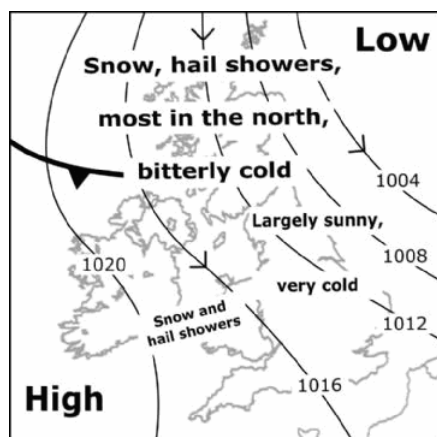 Low
Snow, hail showers,
most in the north,
bitterly cold
1004
Largely sunny,
1008
1020
very cold
Snow and
hail showers
1012
1016
High